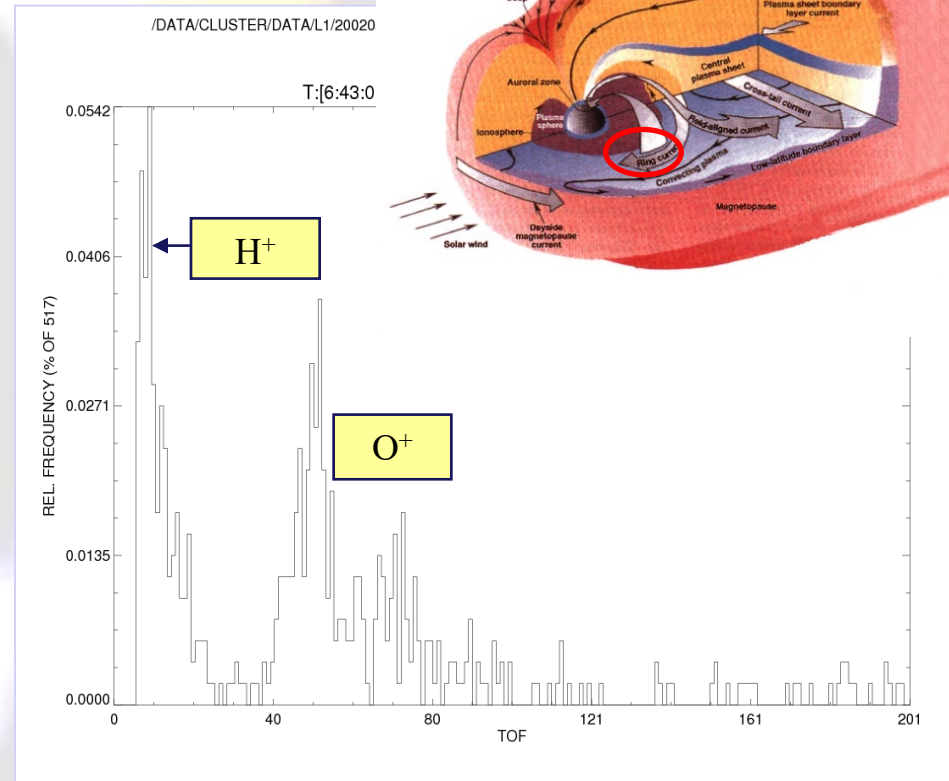 /DATA/CLUSTER/DATA/L1/20020
T:[6:43:0
Plasma sheet boundary
layer current
Central
plasma sheet
Cross-tail current
Auroral zone
Plasma
sphere
Ionosphere
Field-aligned current
Ring
Convecting plasma
Low-latitude boundary layer
Magnetopause
Dayside
magnetopause
current
Solar wind
0.0542
0.0406
0.0271
0.0135
0.0000
REL. FREQUENCY (% OF 517)
H+
O+
0
40
80
121
161
201
TOF